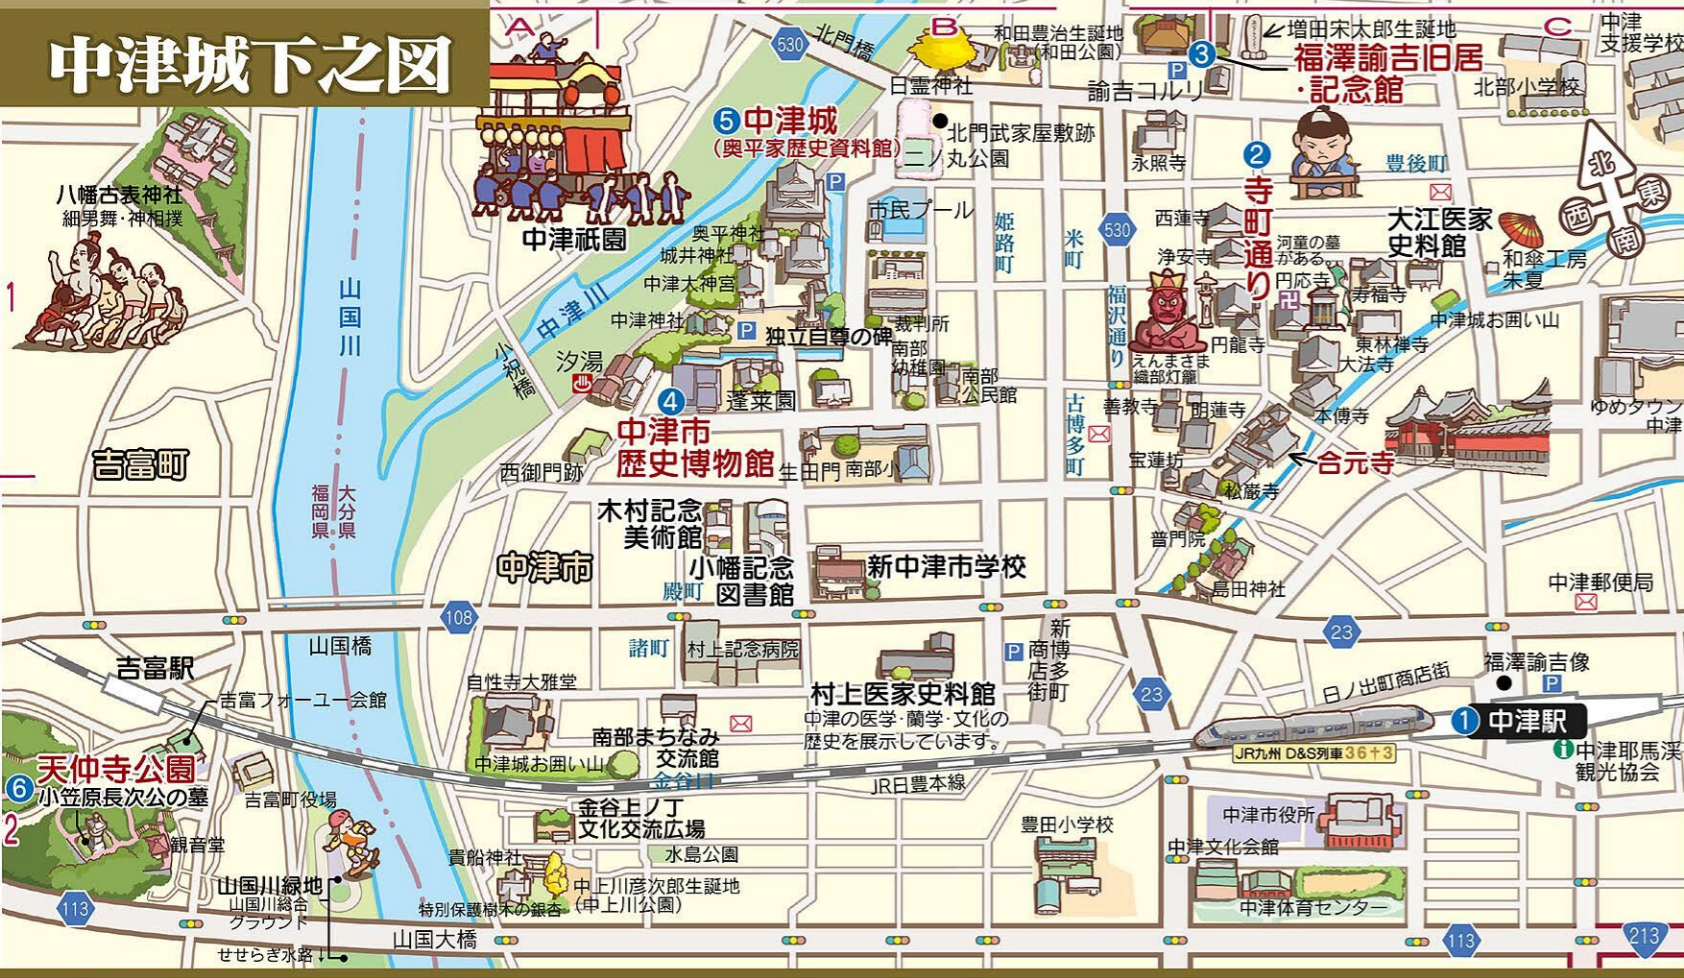 中津城下之図
A
B
C
1
2
530
北門橋
和田豊治生誕地
(和田公園)
日霊神社
3
増田宋太郎生誕地
福澤諭吉旧居
・記念館
P
諭吉コルリ
中津
支援学校
北部小学校
5 中津城
(奥平家歴史資料館)
北門武家屋敷跡
二ノ丸公園
P
永照寺
2
寺町通り
豊後町
北
東
西
南
八幡古表神社
細男舞・神相撲
中津祇園
奥平神社
城井神社
中津大神宮
中津神社
P
市民プール
姫路町
米町
530
福沢通り
西蓮寺
浄安寺
河童の墓
がある。
円応寺
寿福寺
大江医家
史料館
和傘工房
朱夏
中津城お囲い山
山国川
中津川
小祝橋
汐湯
独立自尊の碑
裁判所
南部
幼稚園
南部
公民館
円龍寺
えんまさま
織部灯籠
東林禅寺
大法寺
本傳寺
4
中津市
歴史博物館
蓬莱園
西御門跡
生田門
南部小
古博多町
善教寺
明蓮寺
宝蓮坊
合元寺
松巌寺
ゆめタウン
中津
吉富町
福岡県
大分県
中津市
木村記念
美術館
小幡記念
図書館
殿町
新中津市学校
普門院
島田神社
中津郵便局
108
23
山国橋
諸町
村上記念病院
新博多町
商店街
P
福澤諭吉像
P
日ノ出町商店街
吉富駅
吉富フォーユー会館
自性寺大雅堂
村上医家史料館
中津の医学・蘭学・文化の
歴史を展示しています。
23
1 中津駅
JR九州 D&S列車36+3
中津耶馬渓
観光協会
南部まちなみ
交流館
中津城お囲い山
金谷口
JR日豊本線
6 天仲寺公園
小笠原長次公の墓
吉富町役場
観音堂
金谷上ノ丁
文化交流広場
水島公園
豊田小学校
中津市役所
中津文化会館
中津体育センター
貴船神社
中上川彦次郎生誕地
(中上川公園)
特別保護樹木の銀杏
山国川緑地
山国川総合
グラウンド
せせらぎ水路
山国大橋
113
113
213